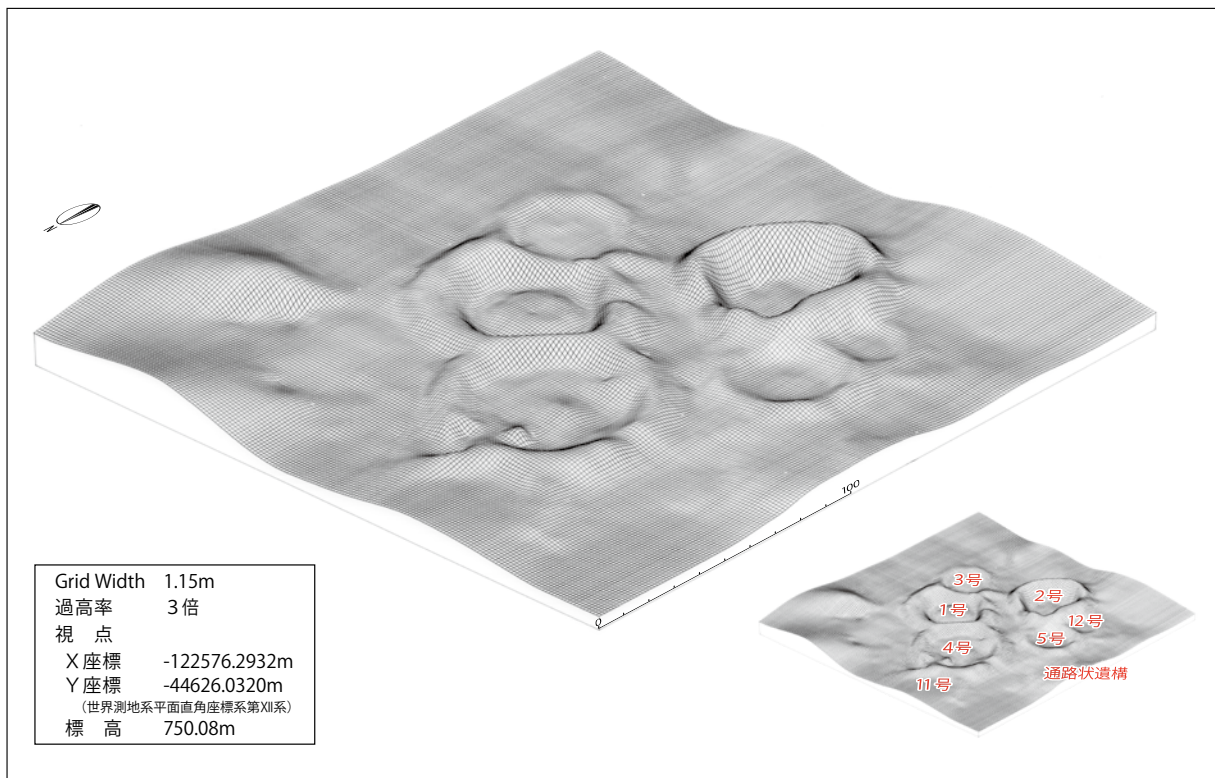 N
100
0
Grid Width 1.15m
過高率 3倍
視 点
X座標 -122576.2932m
Y座標 -44626.0320m
(世界測地系平面直角座標系第Ⅻ系)
標 高 750.08m
3号
1号
2号
12号
4号
5号
11号
通路状遺構